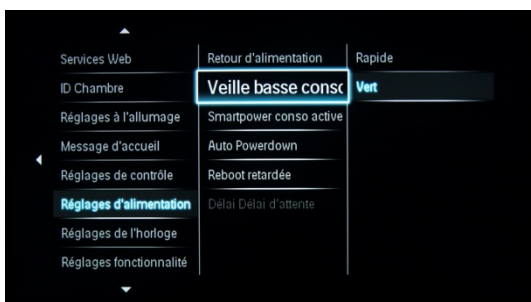 Services Web
ID Chambre
Réglages à l'allumage
Message d'accueil
Réglages de contrôle
Réglages d'alimentation
Réglages de l'horloge
Réglages fonctionnalité
Retour d'alimentation
Veille basse consc
Smartpower conso active
Auto Powerdown
Reboot retardée
Délai Délai d'attente
Rapide
Vert